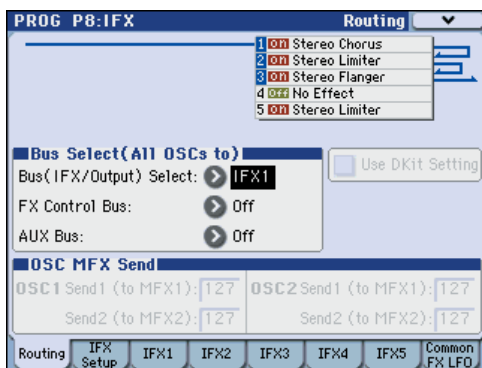 PROG P8:IFX Routing
1 On Stereo Chorus
2 On Stereo Limiter
3 On Stereo Flanger
4 Off No Effect
5 On Stereo Limiter
Bus Select(All OSCs to)
Bus(IFX/Output) Select: IFX1
Use DKit Setting
FX Control Bus: Off
AUX Bus: Off
OSC MFX Send
OSC1 Send1 (to MFX1): 127 OSC2 Send1 (to MFX1): 127
Send2 (to MFX2): 127 Send2 (to MFX2): 127
Routing IFX Setup IFX1 IFX2 IFX3 IFX4 IFX5 Common FX LFO